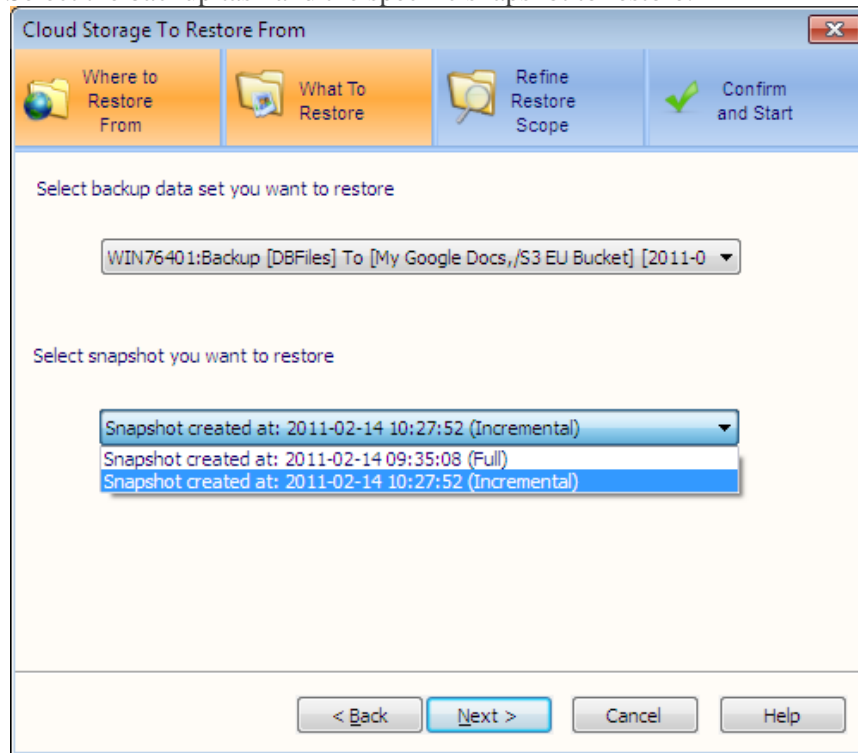 Cloud Storage To Restore From
Where to
Restore
From
What To
Restore
Refine
Restore
Scope
Confirm
and Start
Select backup data set you want to restore
WIN76401:Backup [DBFiles] To [My Google Docs,/S3 EU Bucket] [2011-0
Select snapshot you want to restore
Snapshot created at: 2011-02-14 10:27:52 (Incremental)
Snapshot created at: 2011-02-14 09:35:08 (Full)
Snapshot created at: 2011-02-14 10:27:52 (Incremental)
< Back
Next >
Cancel
Help